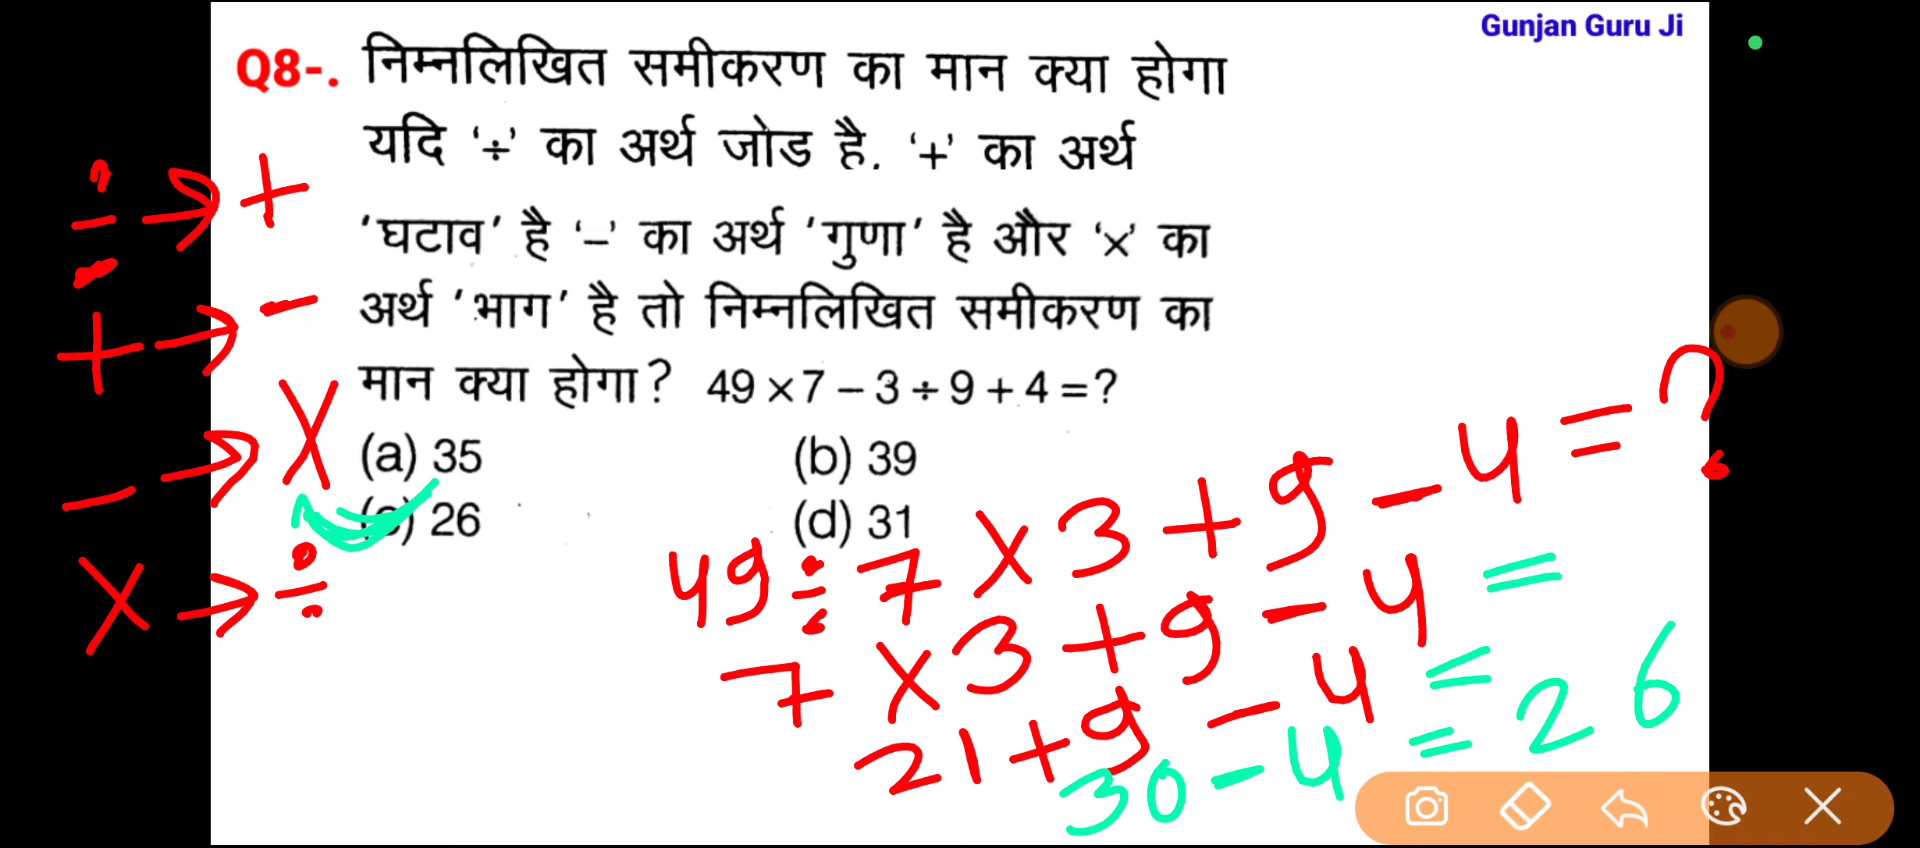 Gunjan Guru Ji
Q8-. निम्नलिखित समीकरण का मान क्या होगा
यदि ‘÷’ का अर्थ जोड है. ‘+’ का अर्थ
‘घटाव’ है ‘–’ का अर्थ ‘गुणा’ है और ‘×’ का
अर्थ ‘भाग’ है तो निम्नलिखित समीकरण का
मान क्या होगा? 49 × 7 – 3 ÷ 9 + 4 = ?
(a) 35 (b) 39
(c) 26 (d) 31
÷ → +
+ → –
– → ×
× → ÷
49 ÷ 7 × 3 + 9 – 4 = ?
7 × 3 + 9 – 4 =
21 + 9 – 4 =
30 – 4 = 26